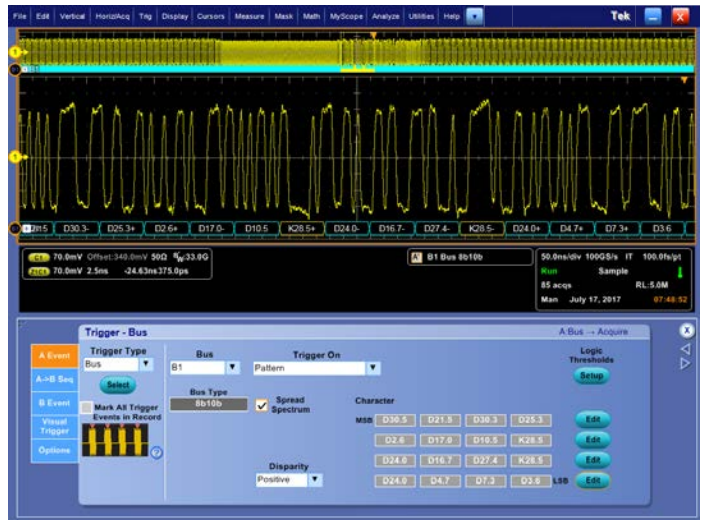 File Edit Vertical Horiz/Acq Trig Display Cursors Measure Mask Math MyScope Analyze Utilities Help Tek X
1
1
D30.3- D25.3+ D2.6+ D17.0- D10.5 K28.5+ D24.0- D16.7- D27.4- K28.5- D24.0+ D4.7+ D7.3+ D3.6
C1 70.0mV Offset:340.0mV 50Ω BW:33.0G
Z1C1 70.0mV 2.5ns -24.63ns 375.0ps
A' B1 Bus 8b10b
50.0ns/div 100GS/s IT 100.0fs/pt
Run Sample
85 acqs RL:5.0M
Man July 17, 2017 07:48:52
Trigger - Bus A:Bus → Acquire X
A Event
A->B Seq
B Event
Visual
Trigger
Options
Trigger Type
Bus
Select
Mark All Trigger
Events in Record
?
Bus
B1
Bus Type
8b10b
Trigger On
Pattern
Spread
Spectrum
Disparity
Positive
Character
MSB D30.5 D21.5 D30.3 D25.3 Edit
D2.6 D17.0 D10.5 K28.5 Edit
D24.0 D16.7 D27.4 K28.5 Edit
D24.0 D4.7 D7.3 D3.6 LSB Edit
Logic
Thresholds
Setup